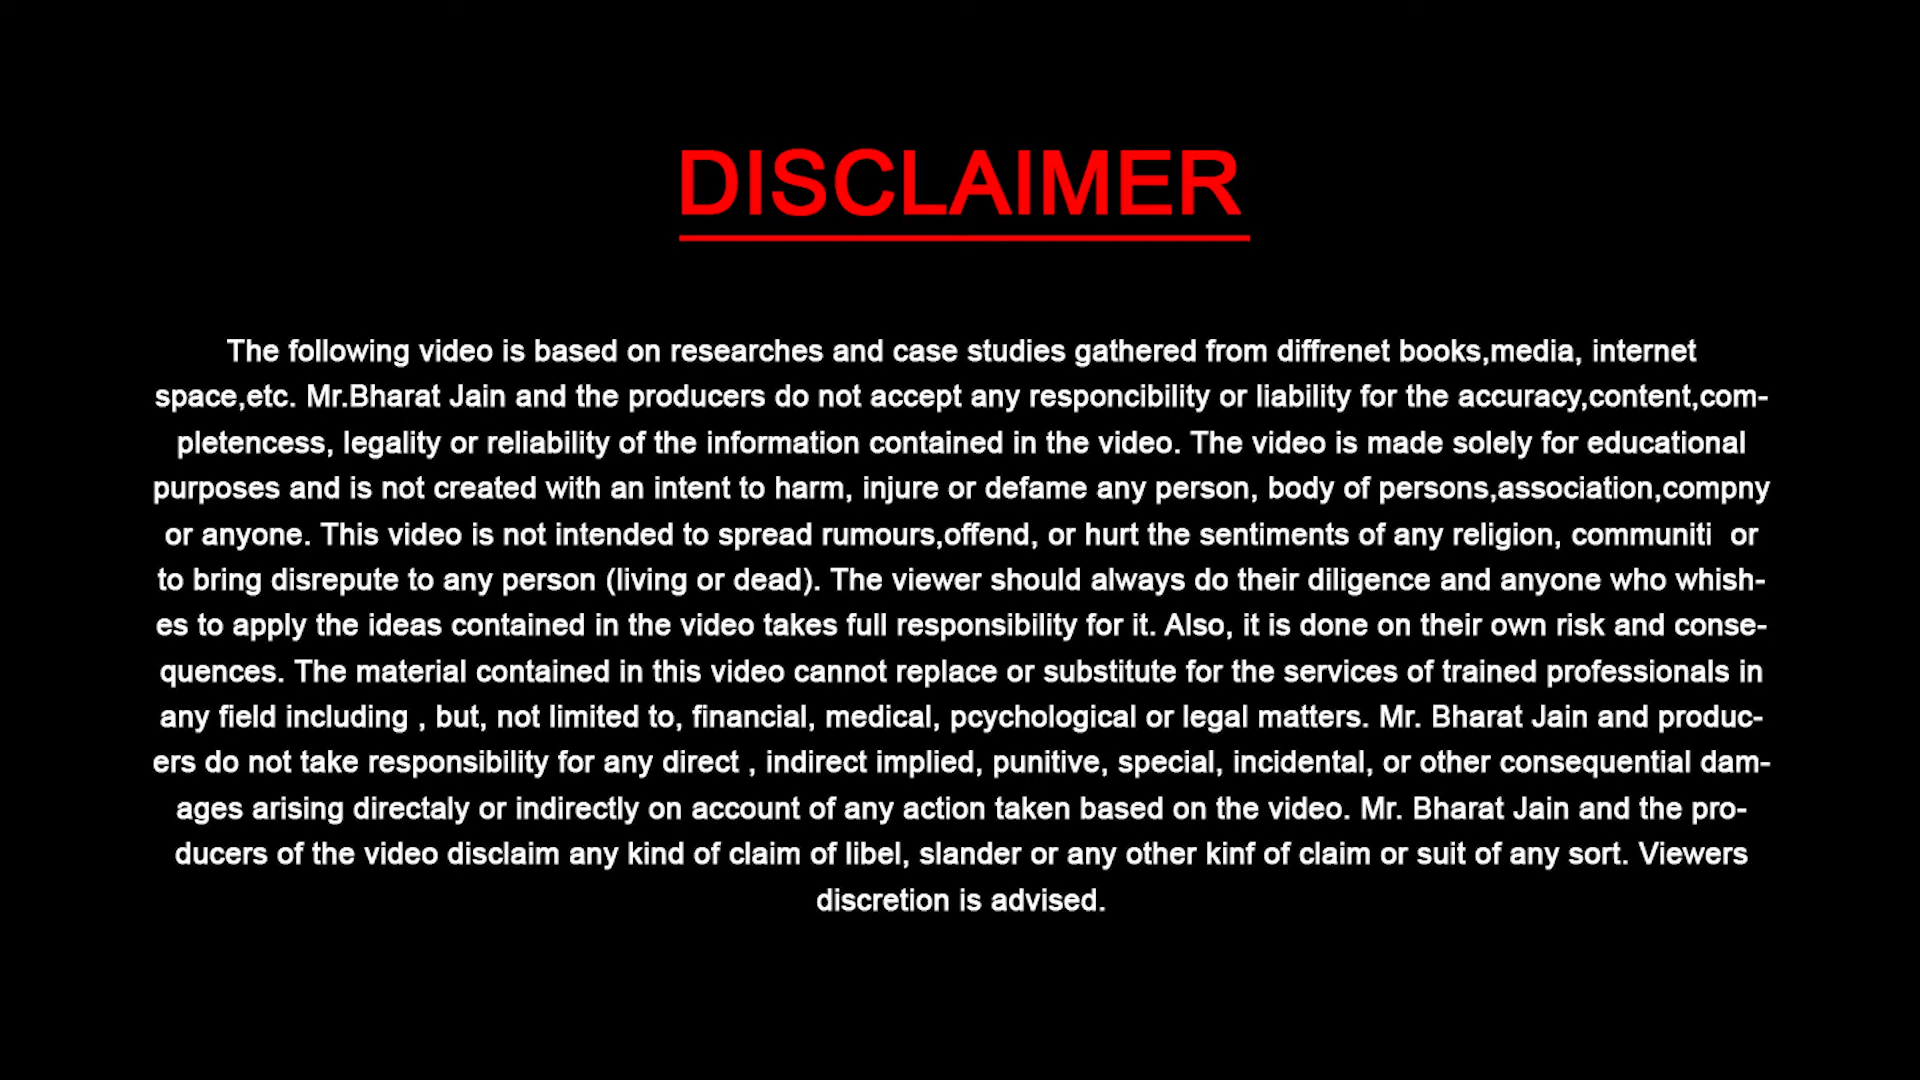 DISCLAIMER
The following video is based on researches and case studies gathered from diffrenet books,media, internet
space,etc. Mr.Bharat Jain and the producers do not accept any responcibility or liability for the accuracy,content,com-
pletencess, legality or reliability of the information contained in the video. The video is made solely for educational
purposes and is not created with an intent to harm, injure or defame any person, body of persons,association,compny
or anyone. This video is not intended to spread rumours,offend, or hurt the sentiments of any religion, communiti  or
to bring disrepute to any person (living or dead). The viewer should always do their diligence and anyone who whish-
es to apply the ideas contained in the video takes full responsibility for it. Also, it is done on their own risk and conse-
quences. The material contained in this video cannot replace or substitute for the services of trained professionals in
any field including , but, not limited to, financial, medical, pcychological or legal matters. Mr. Bharat Jain and produc-
ers do not take responsibility for any direct , indirect implied, punitive, special, incidental, or other consequential dam-
ages arising directaly or indirectly on account of any action taken based on the video. Mr. Bharat Jain and the pro-
ducers of the video disclaim any kind of claim of libel, slander or any other kinf of claim or suit of any sort. Viewers
discretion is advised.